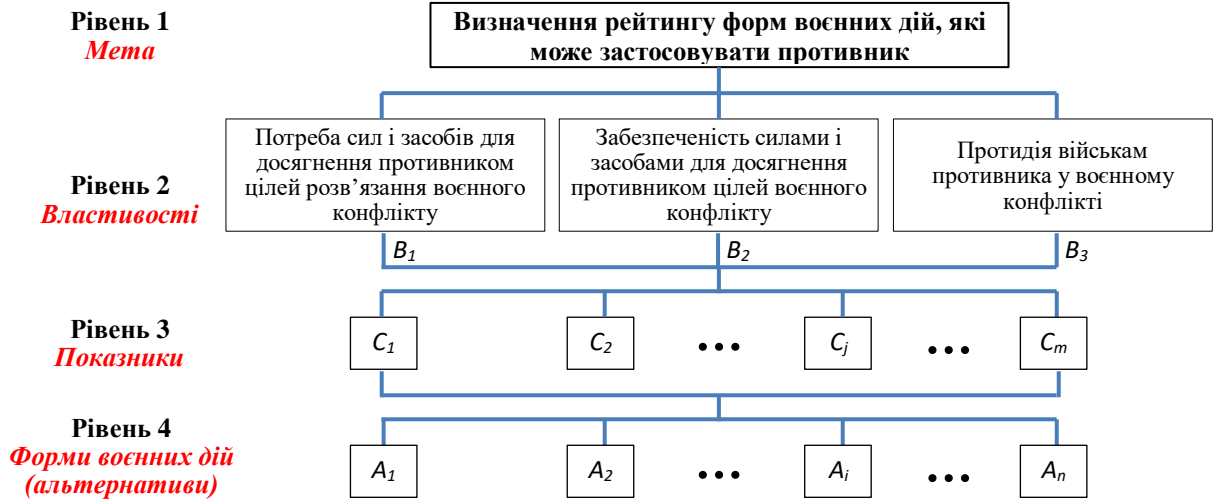 Рівень 1
Мета
Визначення рейтингу форм воєнних дій, які
може застосовувати противник
Рівень 2
Властивості
Потреба сил і засобів для
досягнення противником
цілей розв’язання воєнного
конфлікту
Забезпеченість силами і
засобами для досягнення
противником цілей воєнного
конфлікту
Протидія військам
противника у воєнному
конфлікті
B1
B2
B3
Рівень 3
Показники
C1
C2
•••
Cj
•••
Cm
Рівень 4
Форми воєнних дій
(альтернативи)
A1
A2
•••
Ai
•••
An